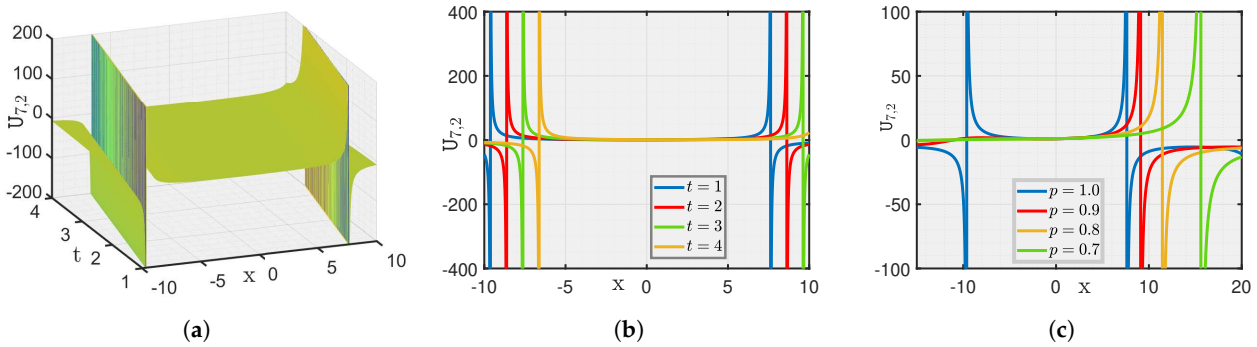 200
100
0
-100
-200
U7,2
4
3
2
1
t
-10
-5
0
5
10
x
(a)
400
200
0
-200
-400
U7,2
t = 1
t = 2
t = 3
t = 4
-10
-5
0
5
10
x
(b)
100
50
0
-50
-100
U7,2
p = 1.0
p = 0.9
p = 0.8
p = 0.7
-10
0
10
20
x
(c)